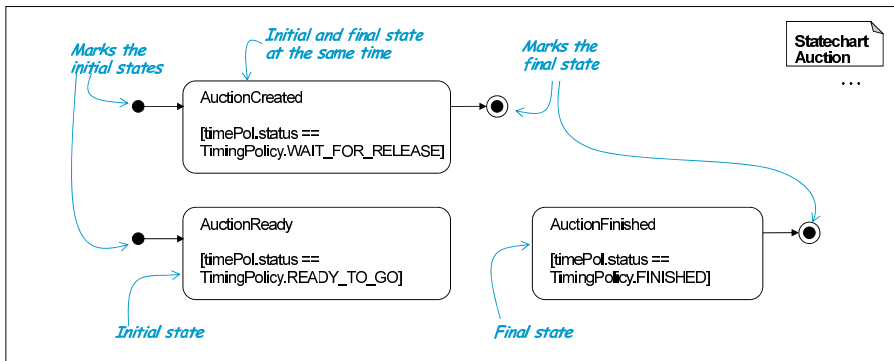 Marks the
initial states
Initial and final state
at the same time
Marks the
final state
Statechart
Auction
...
AuctionCreated
[timePol.status ==
TimingPolicy.WAIT_FOR_RELEASE]
AuctionReady
[timePol.status ==
TimingPolicy.READY_TO_GO]
AuctionFinished
[timePol.status ==
TimingPolicy.FINISHED]
Initial state
Final state